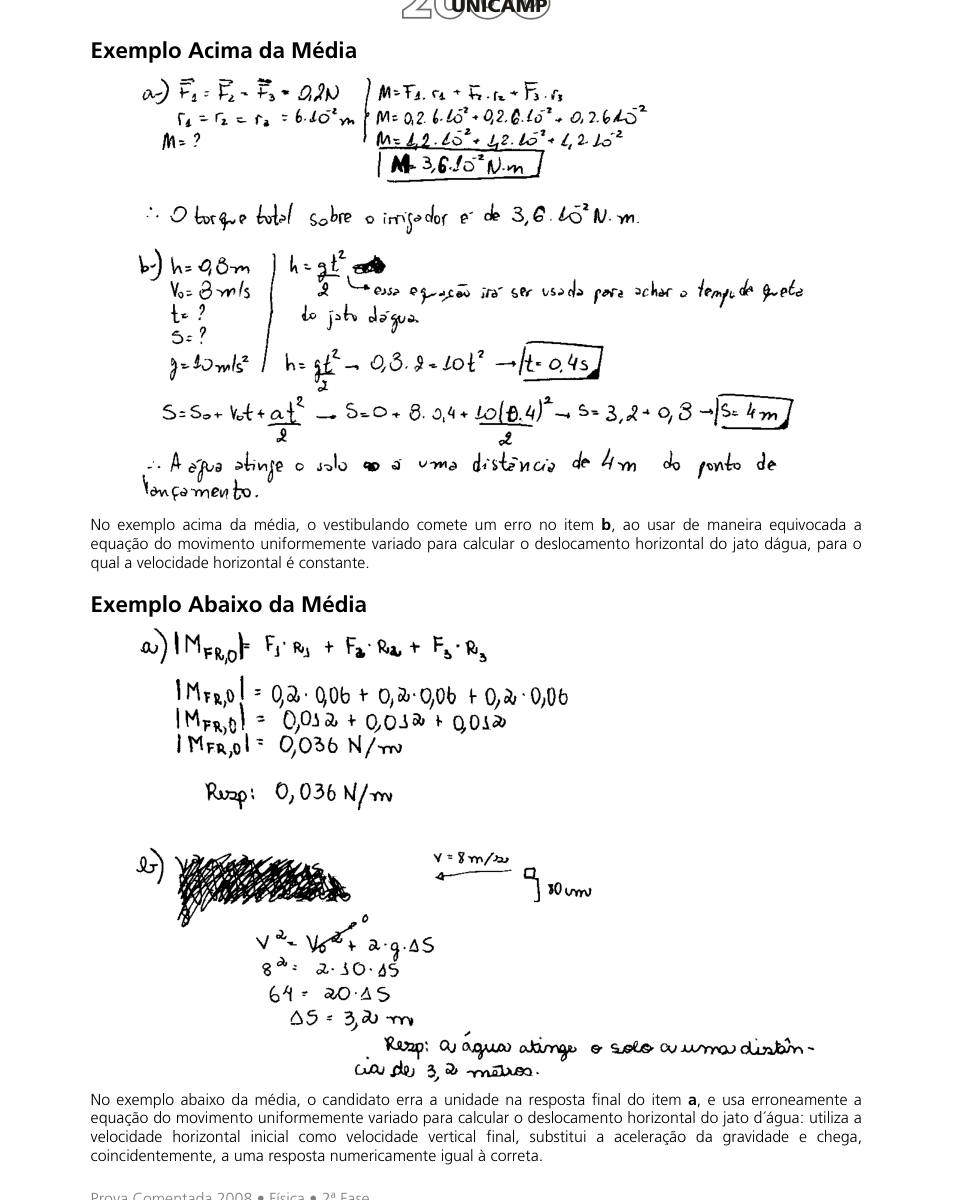 2008
UNICAMP
Exemplo Acima da Média
a-) F₁ = F₂ = F₃ = 0,2N
r₁ = r₂ = r₃ = 6.10⁻² m
M = ?
M = F₁. r₁ + F₂. r₂ + F₃. r₃
M = 0,2. 6.10⁻² + 0,2.6.10⁻² + 0,2.6.10⁻²
M = 1,2.10⁻² + 1,2.10⁻² + 1,2.10⁻²
M = 3,6.10⁻² N.m
∴ O torque total sobre o irrigador é de 3,6.10⁻² N.m.
b-) h = 0,8m
V₀ = 8 m/s
t = ?
S = ?
g = 10 m/s²
h = gt²/2
essa equação irá ser usada para achar o tempo de queda
do jato dágua.
h = gt²/2 → 0,8.2 = 10t² → t = 0,4s
S = S₀ + V₀t + at²/2 → S = 0 + 8. 0,4 + 10(0.4)²/2 → S = 3,2 + 0,8 → S = 4m
∴ A água atinge o solo a uma distância de 4m do ponto de
lançamento.
No exemplo acima da média, o vestibulando comete um erro no item b, ao usar de maneira equivocada a
equação do movimento uniformemente variado para calcular o deslocamento horizontal do jato dágua, para o
qual a velocidade horizontal é constante.
Exemplo Abaixo da Média
a) |M_FR,O| = F₁·R₁ + F₂·R₂ + F₃·R₃
|M_FR,O| = 0,2·0,06 + 0,2·0,06 + 0,2·0,06
|M_FR,O| = 0,012 + 0,012 + 0,012
|M_FR,O| = 0,036 N/m
Resp: 0,036 N/m
b)
V = 8 m/s
80 cm
V² = V₀² + 2·g·ΔS
0
8² = 2·10·ΔS
64 = 20·ΔS
ΔS = 3,2 m
Resp: a água atinge o solo a uma distân-
cia de 3,2 metros.
No exemplo abaixo da média, o candidato erra a unidade na resposta final do item a, e usa erroneamente a
equação do movimento uniformemente variado para calcular o deslocamento horizontal do jato d´água: utiliza a
velocidade horizontal inicial como velocidade vertical final, substitui a aceleração da gravidade e chega,
coincidentemente, a uma resposta numericamente igual à correta.
Prova Comentada 2008 • Física • 2ª Fase